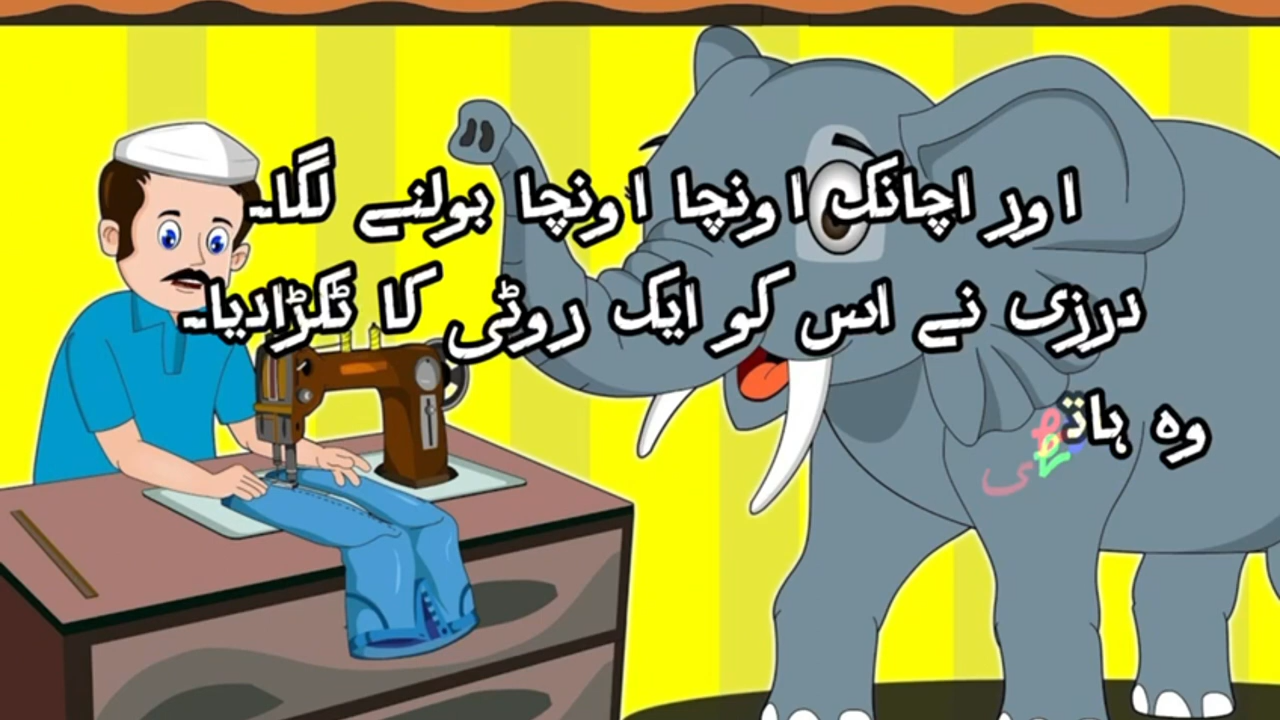 اور اچانک اونچا اونچا بولنے لگا۔
درزی نے اس کو ایک روٹی کا ٹکڑا دیا۔
وہ ہاتھی